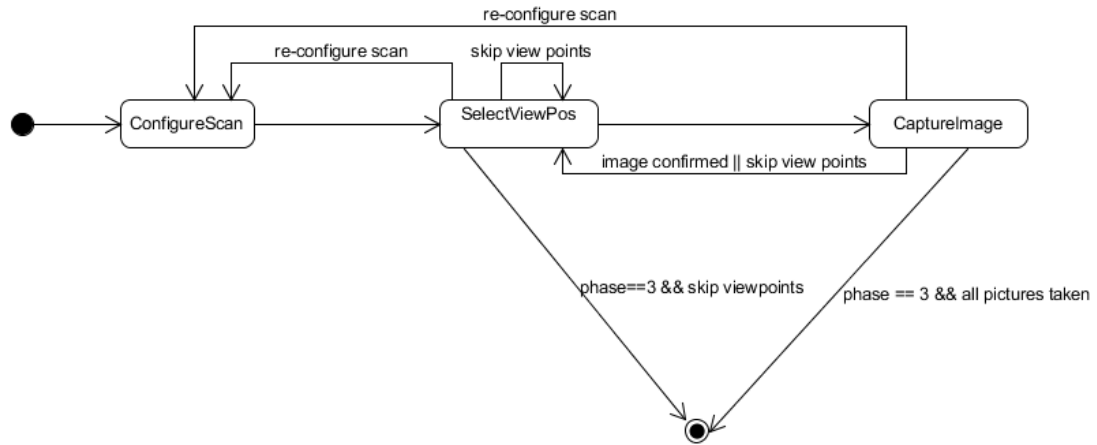 re-configure scan
re-configure scan
skip view points
ConfigureScan
SelectViewPos
CaptureImage
image confirmed || skip view points
phase==3 && skip viewpoints
phase == 3 && all pictures taken